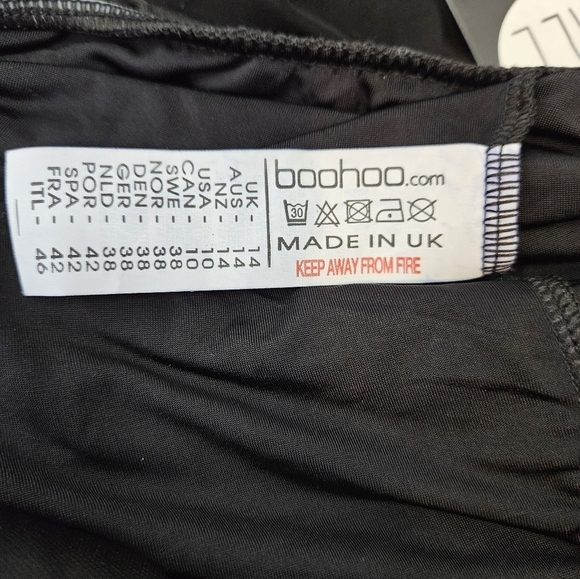 boohoo.com
30
MADE IN UK
KEEP AWAY FROM FIRE
UK - 14
AUS - 14
NZ - 14
USA - 10
CAN - 10
SWE - 38
NOR - 38
DEN - 38
GER - 38
NLD - 38
POR - 42
SPA - 42
FRA - 42
ITL - 46